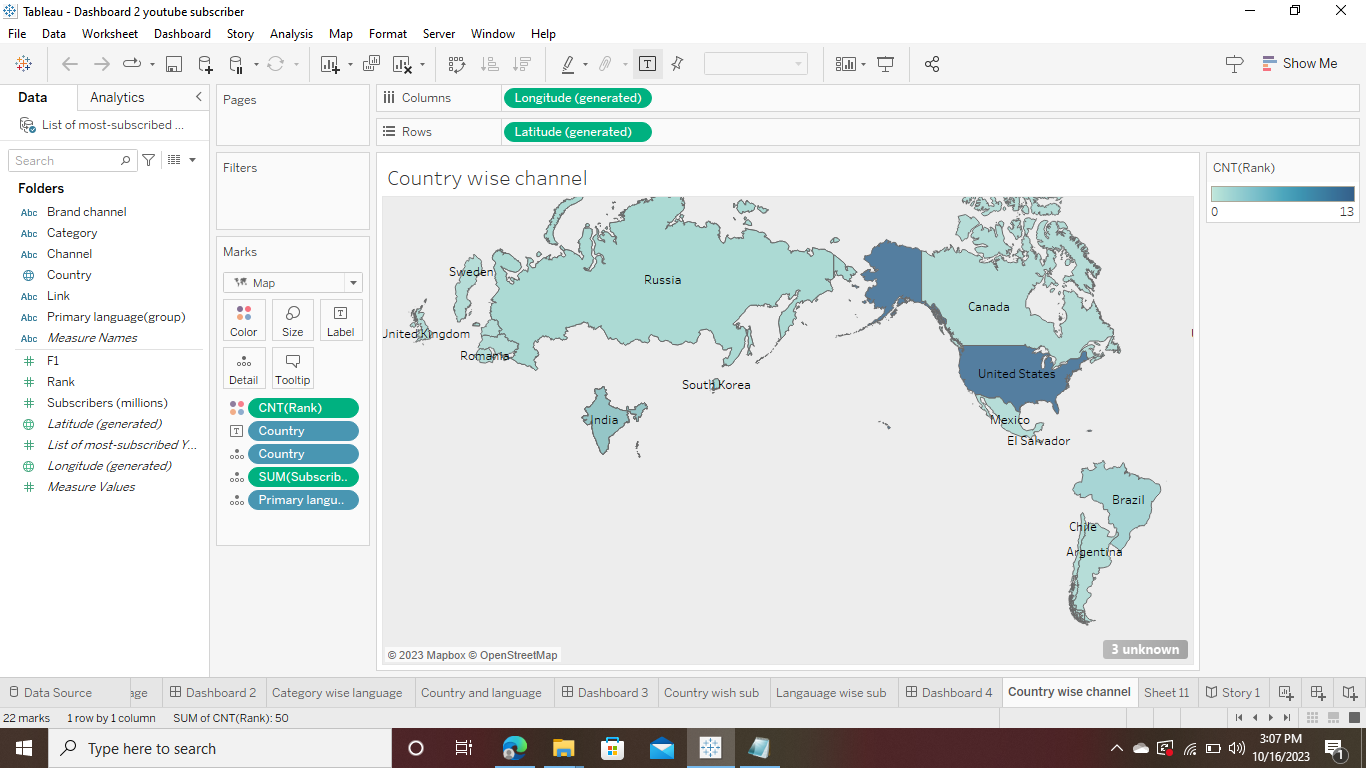 Tableau - Dashboard 2 youtube subscriber
File Data Worksheet Dashboard Story Analysis Map Format Server Window Help
Show Me
Data Analytics
List of most-subscribed ...
Search
Folders
Abc Brand channel
Abc Category
Abc Channel
Country
Abc Link
Abc Primary language(group)
Abc Measure Names
F1
Rank
Subscribers (millions)
Latitude (generated)
List of most-subscribed Y...
Longitude (generated)
Measure Values
Pages
Filters
Marks
Map
Color Size Label
Detail Tooltip
CNT(Rank)
Country
Country
SUM(Subscrib..
Primary langu..
Columns Longitude (generated)
Rows Latitude (generated)
Country wise channel
Sweden
Russia
Canada
United Kingdom
Romania
United States
South Korea
India
Mexico
El Salvador
Brazil
Chile
Argentina
© 2023 Mapbox © OpenStreetMap
3 unknown
CNT(Rank)
0 13
Data Source age Dashboard 2 Category wise language Country and language Dashboard 3 Country wish sub Langauage wise sub Dashboard 4 Country wise channel Sheet 11 Story 1
22 marks 1 row by 1 column SUM of CNT(Rank): 50
Type here to search
3:07 PM
10/16/2023
1